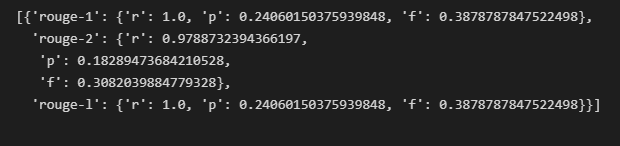 [{'rouge-1': {'r': 1.0, 'p': 0.24060150375939848, 'f': 0.3878787847522498},
'rouge-2': {'r': 0.9788732394366197,
'p': 0.18289473684210528,
'f': 0.3082039884779328},
'rouge-l': {'r': 1.0, 'p': 0.24060150375939848, 'f': 0.3878787847522498}}]